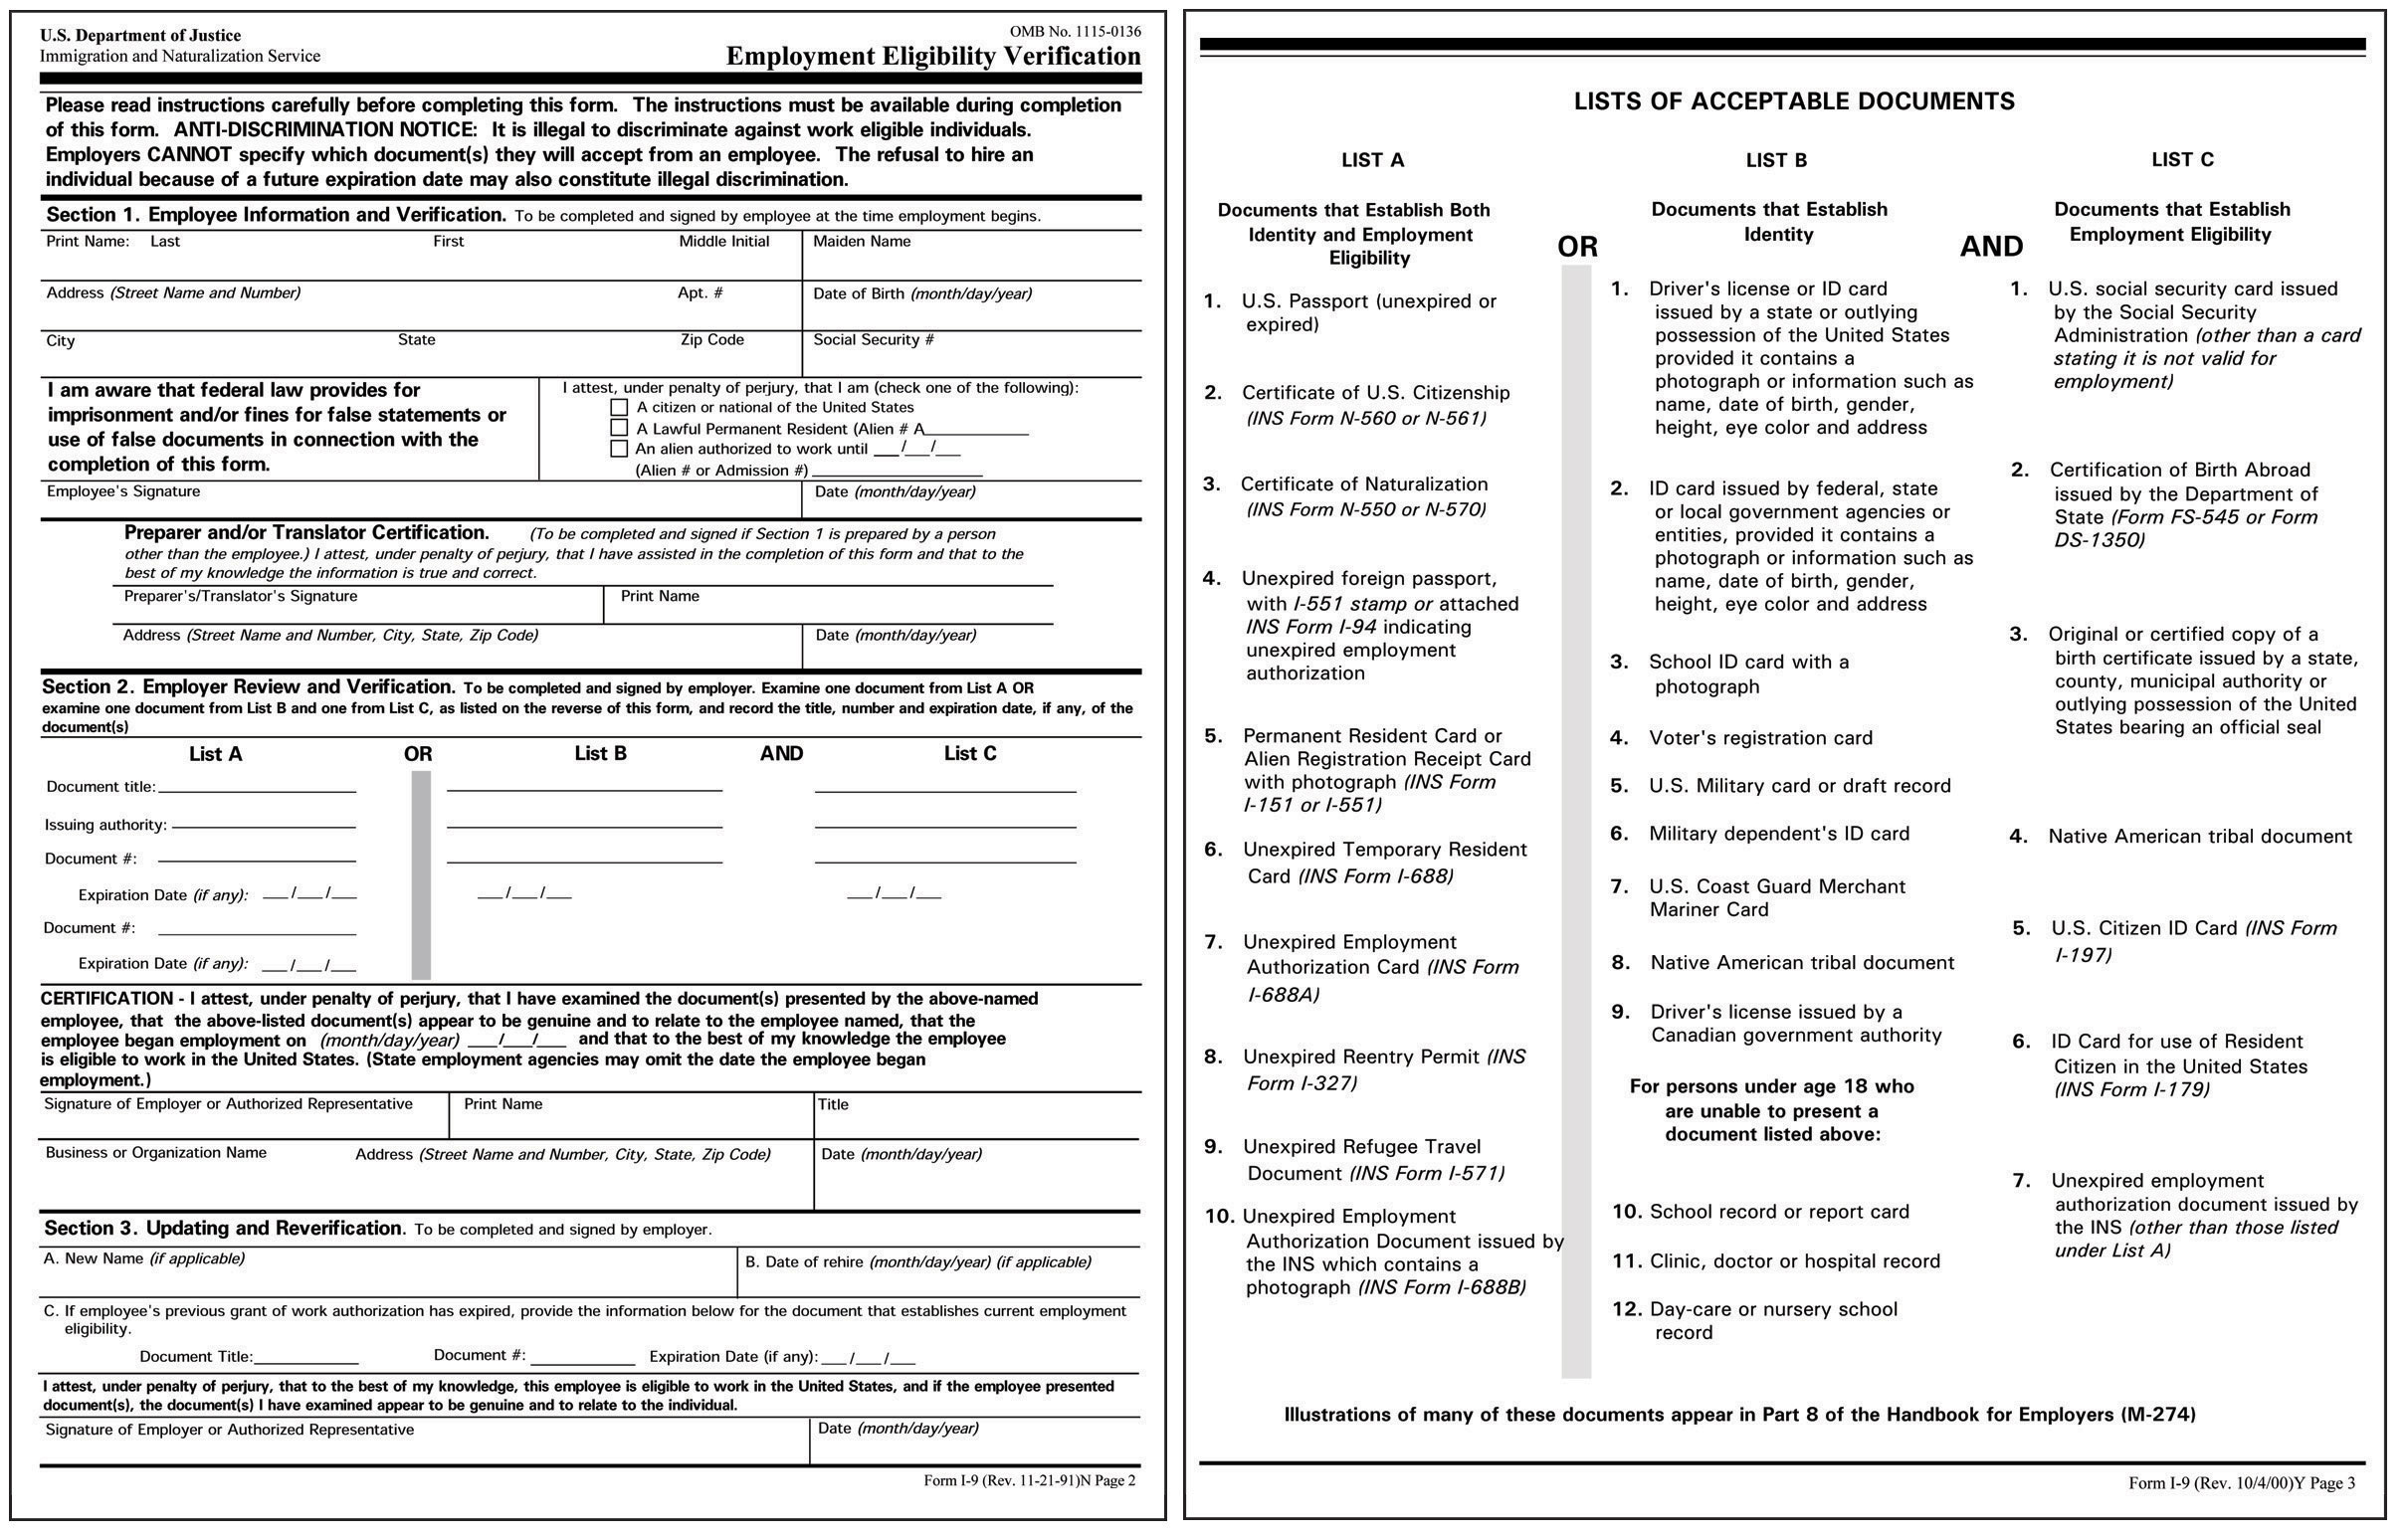 U.S. Department of Justice
Immigration and Naturalization Service
OMB No. 1115-0136
Employment Eligibility Verification
Please read instructions carefully before completing this form. The instructions must be available during completion
of this form. ANTI-DISCRIMINATION NOTICE: It is illegal to discriminate against work eligible individuals.
Employers CANNOT specify which document(s) they will accept from an employee. The refusal to hire an
individual because of a future expiration date may also constitute illegal discrimination.
Section 1. Employee Information and Verification. To be completed and signed by employee at the time employment begins.
Print Name: Last First Middle Initial Maiden Name
Address (Street Name and Number) Apt. # Date of Birth (month/day/year)
City State Zip Code Social Security #
I am aware that federal law provides for
imprisonment and/or fines for false statements or
use of false documents in connection with the
completion of this form.
I attest, under penalty of perjury, that I am (check one of the following):
A citizen or national of the United States
A Lawful Permanent Resident (Alien # A
An alien authorized to work until / /
(Alien # or Admission #)
Employee's Signature Date (month/day/year)
Preparer and/or Translator Certification. (To be completed and signed if Section 1 is prepared by a person
other than the employee.) I attest, under penalty of perjury, that I have assisted in the completion of this form and that to the
best of my knowledge the information is true and correct.
Preparer's/Translator's Signature Print Name
Address (Street Name and Number, City, State, Zip Code) Date (month/day/year)
Section 2. Employer Review and Verification. To be completed and signed by employer. Examine one document from List A OR
examine one document from List B and one from List C, as listed on the reverse of this form, and record the title, number and expiration date, if any, of the
document(s)
List A OR List B AND List C
Document title:
Issuing authority:
Document #:
Expiration Date (if any): / / / / / /
Document #:
Expiration Date (if any): / /
CERTIFICATION - I attest, under penalty of perjury, that I have examined the document(s) presented by the above-named
employee, that the above-listed document(s) appear to be genuine and to relate to the employee named, that the
employee began employment on (month/day/year) / / and that to the best of my knowledge the employee
is eligible to work in the United States. (State employment agencies may omit the date the employee began
employment.)
Signature of Employer or Authorized Representative Print Name Title
Business or Organization Name Address (Street Name and Number, City, State, Zip Code) Date (month/day/year)
Section 3. Updating and Reverification. To be completed and signed by employer.
A. New Name (if applicable) B. Date of rehire (month/day/year) (if applicable)
C. If employee's previous grant of work authorization has expired, provide the information below for the document that establishes current employment
eligibility.
Document Title: Document #: Expiration Date (if any): / /
I attest, under penalty of perjury, that to the best of my knowledge, this employee is eligible to work in the United States, and if the employee presented
document(s), the document(s) I have examined appear to be genuine and to relate to the individual.
Signature of Employer or Authorized Representative Date (month/day/year)
Form I-9 (Rev. 11-21-91)N Page 2
LISTS OF ACCEPTABLE DOCUMENTS
LIST A
Documents that Establish Both
Identity and Employment
Eligibility
1. U.S. Passport (unexpired or
expired)
2. Certificate of U.S. Citizenship
(INS Form N-560 or N-561)
3. Certificate of Naturalization
(INS Form N-550 or N-570)
4. Unexpired foreign passport,
with I-551 stamp or attached
INS Form I-94 indicating
unexpired employment
authorization
5. Permanent Resident Card or
Alien Registration Receipt Card
with photograph (INS Form
I-151 or I-551)
6. Unexpired Temporary Resident
Card (INS Form I-688)
7. Unexpired Employment
Authorization Card (INS Form
I-688A)
8. Unexpired Reentry Permit (INS
Form I-327)
9. Unexpired Refugee Travel
Document (INS Form I-571)
10. Unexpired Employment
Authorization Document issued by
the INS which contains a
photograph (INS Form I-688B)
OR
LIST B
Documents that Establish
Identity
1. Driver's license or ID card
issued by a state or outlying
possession of the United States
provided it contains a
photograph or information such as
name, date of birth, gender,
height, eye color and address
2. ID card issued by federal, state
or local government agencies or
entities, provided it contains a
photograph or information such as
name, date of birth, gender,
height, eye color and address
3. School ID card with a
photograph
4. Voter's registration card
5. U.S. Military card or draft record
6. Military dependent's ID card
7. U.S. Coast Guard Merchant
Mariner Card
8. Native American tribal document
9. Driver's license issued by a
Canadian government authority
For persons under age 18 who
are unable to present a
document listed above:
10. School record or report card
11. Clinic, doctor or hospital record
12. Day-care or nursery school
record
AND
LIST C
Documents that Establish
Employment Eligibility
1. U.S. social security card issued
by the Social Security
Administration (other than a card
stating it is not valid for
employment)
2. Certification of Birth Abroad
issued by the Department of
State (Form FS-545 or Form
DS-1350)
3. Original or certified copy of a
birth certificate issued by a state,
county, municipal authority or
outlying possession of the United
States bearing an official seal
4. Native American tribal document
5. U.S. Citizen ID Card (INS Form
I-197)
6. ID Card for use of Resident
Citizen in the United States
(INS Form I-179)
7. Unexpired employment
authorization document issued by
the INS (other than those listed
under List A)
Illustrations of many of these documents appear in Part 8 of the Handbook for Employers (M-274)
Form I-9 (Rev. 10/4/00)Y Page 3